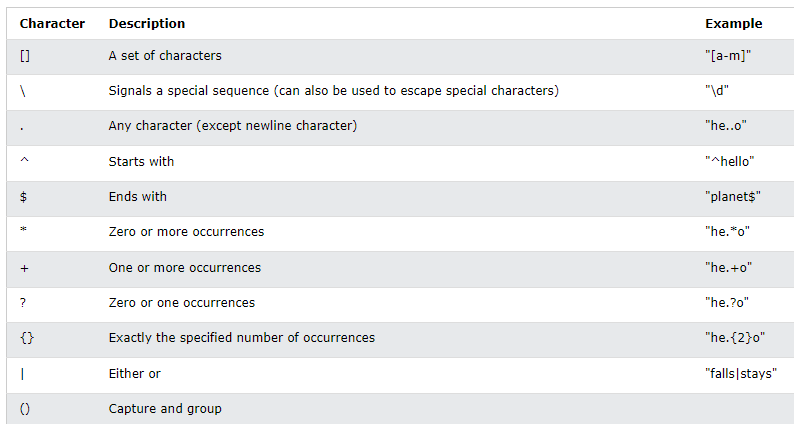 Character Description Example
[] A set of characters "[a-m]"
\ Signals a special sequence (can also be used to escape special characters) "\d"
. Any character (except newline character) "he..o"
^ Starts with "^hello"
$ Ends with "planet$"
* Zero or more occurrences "he.*o"
+ One or more occurrences "he.+o"
? Zero or one occurrences "he.?o"
{} Exactly the specified number of occurrences "he.{2}o"
| Either or "falls|stays"
() Capture and group